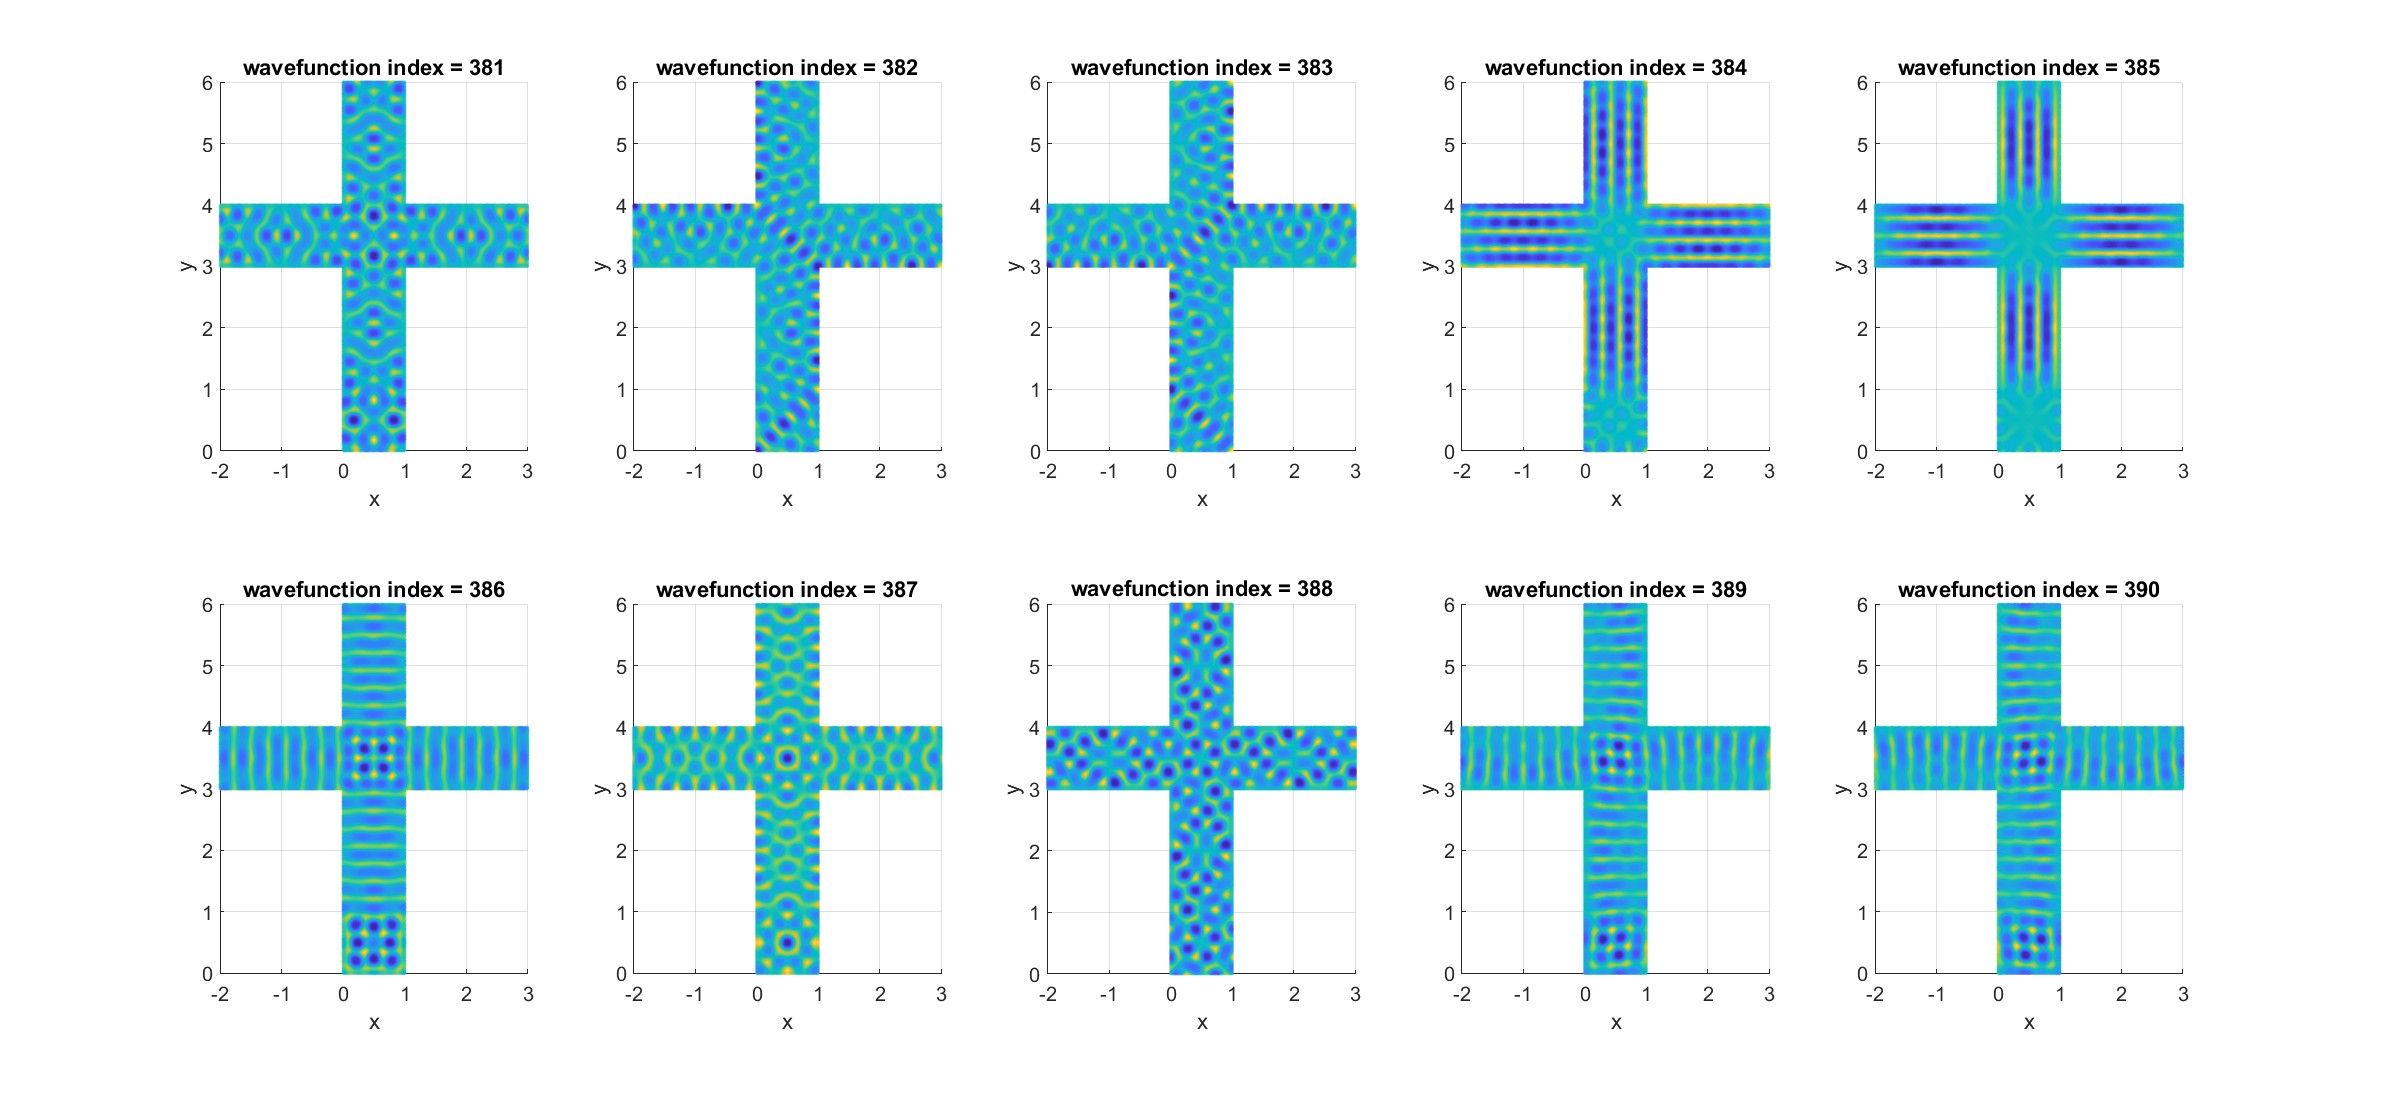 wavefunction index = 381
wavefunction index = 382
wavefunction index = 383
wavefunction index = 384
wavefunction index = 385
6 6 6 6 6
5 5 5 5 5
4 4 4 4 4
y 3 y 3 y 3 y 3 y 3
2 2 2 2 2
1 1 1 1 1
0 0 0 0 0
-2 -1 0 1 2 3 -2 -1 0 1 2 3 -2 -1 0 1 2 3 -2 -1 0 1 2 3 -2 -1 0 1 2 3
x x x x x
wavefunction index = 386
wavefunction index = 387
wavefunction index = 388
wavefunction index = 389
wavefunction index = 390
6 6 6 6 6
5 5 5 5 5
4 4 4 4 4
y 3 y 3 y 3 y 3 y 3
2 2 2 2 2
1 1 1 1 1
0 0 0 0 0
-2 -1 0 1 2 3 -2 -1 0 1 2 3 -2 -1 0 1 2 3 -2 -1 0 1 2 3 -2 -1 0 1 2 3
x x x x x